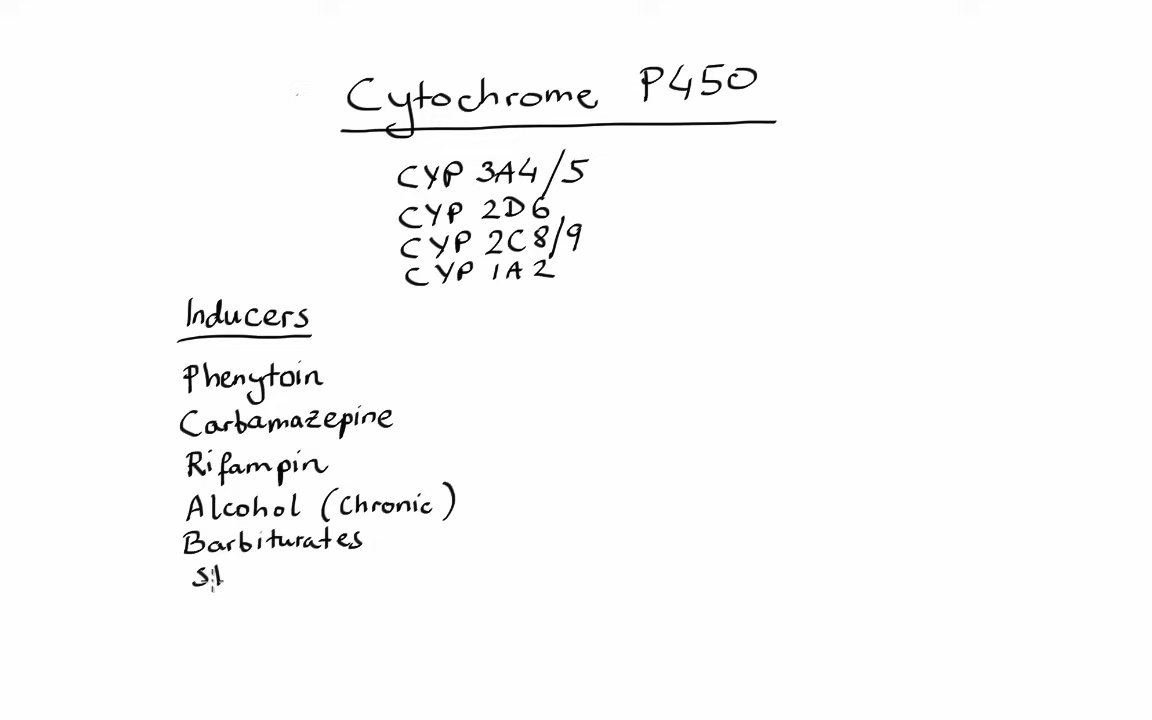 Cytochrome P450
CYP 3A4/5
CYP 2D6
CYP 2C8/9
CYP 1A2
Inducers
Phenytoin
Carbamazepine
Rifampin
Alcohol (Chronic)
Barbiturates